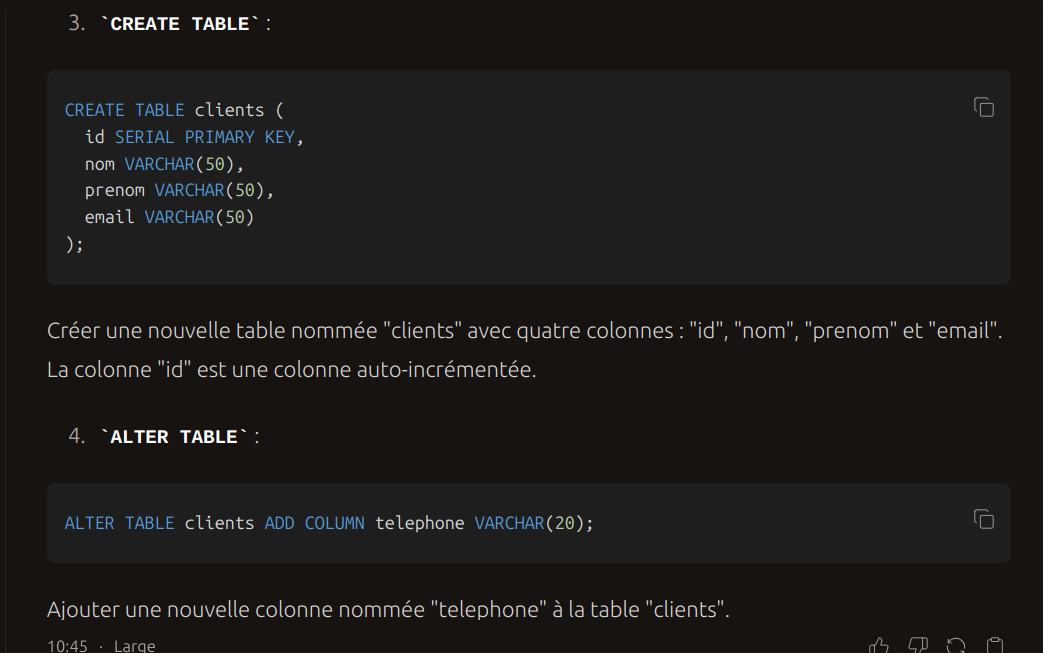 3. `CREATE TABLE` :
CREATE TABLE clients (
id SERIAL PRIMARY KEY,
nom VARCHAR(50),
prenom VARCHAR(50),
email VARCHAR(50)
);
Créer une nouvelle table nommée "clients" avec quatre colonnes : "id", "nom", "prenom" et "email".
La colonne "id" est une colonne auto-incrémentée.
4. `ALTER TABLE` :
ALTER TABLE clients ADD COLUMN telephone VARCHAR(20);
Ajouter une nouvelle colonne nommée "telephone" à la table "clients".
10:45 · Large